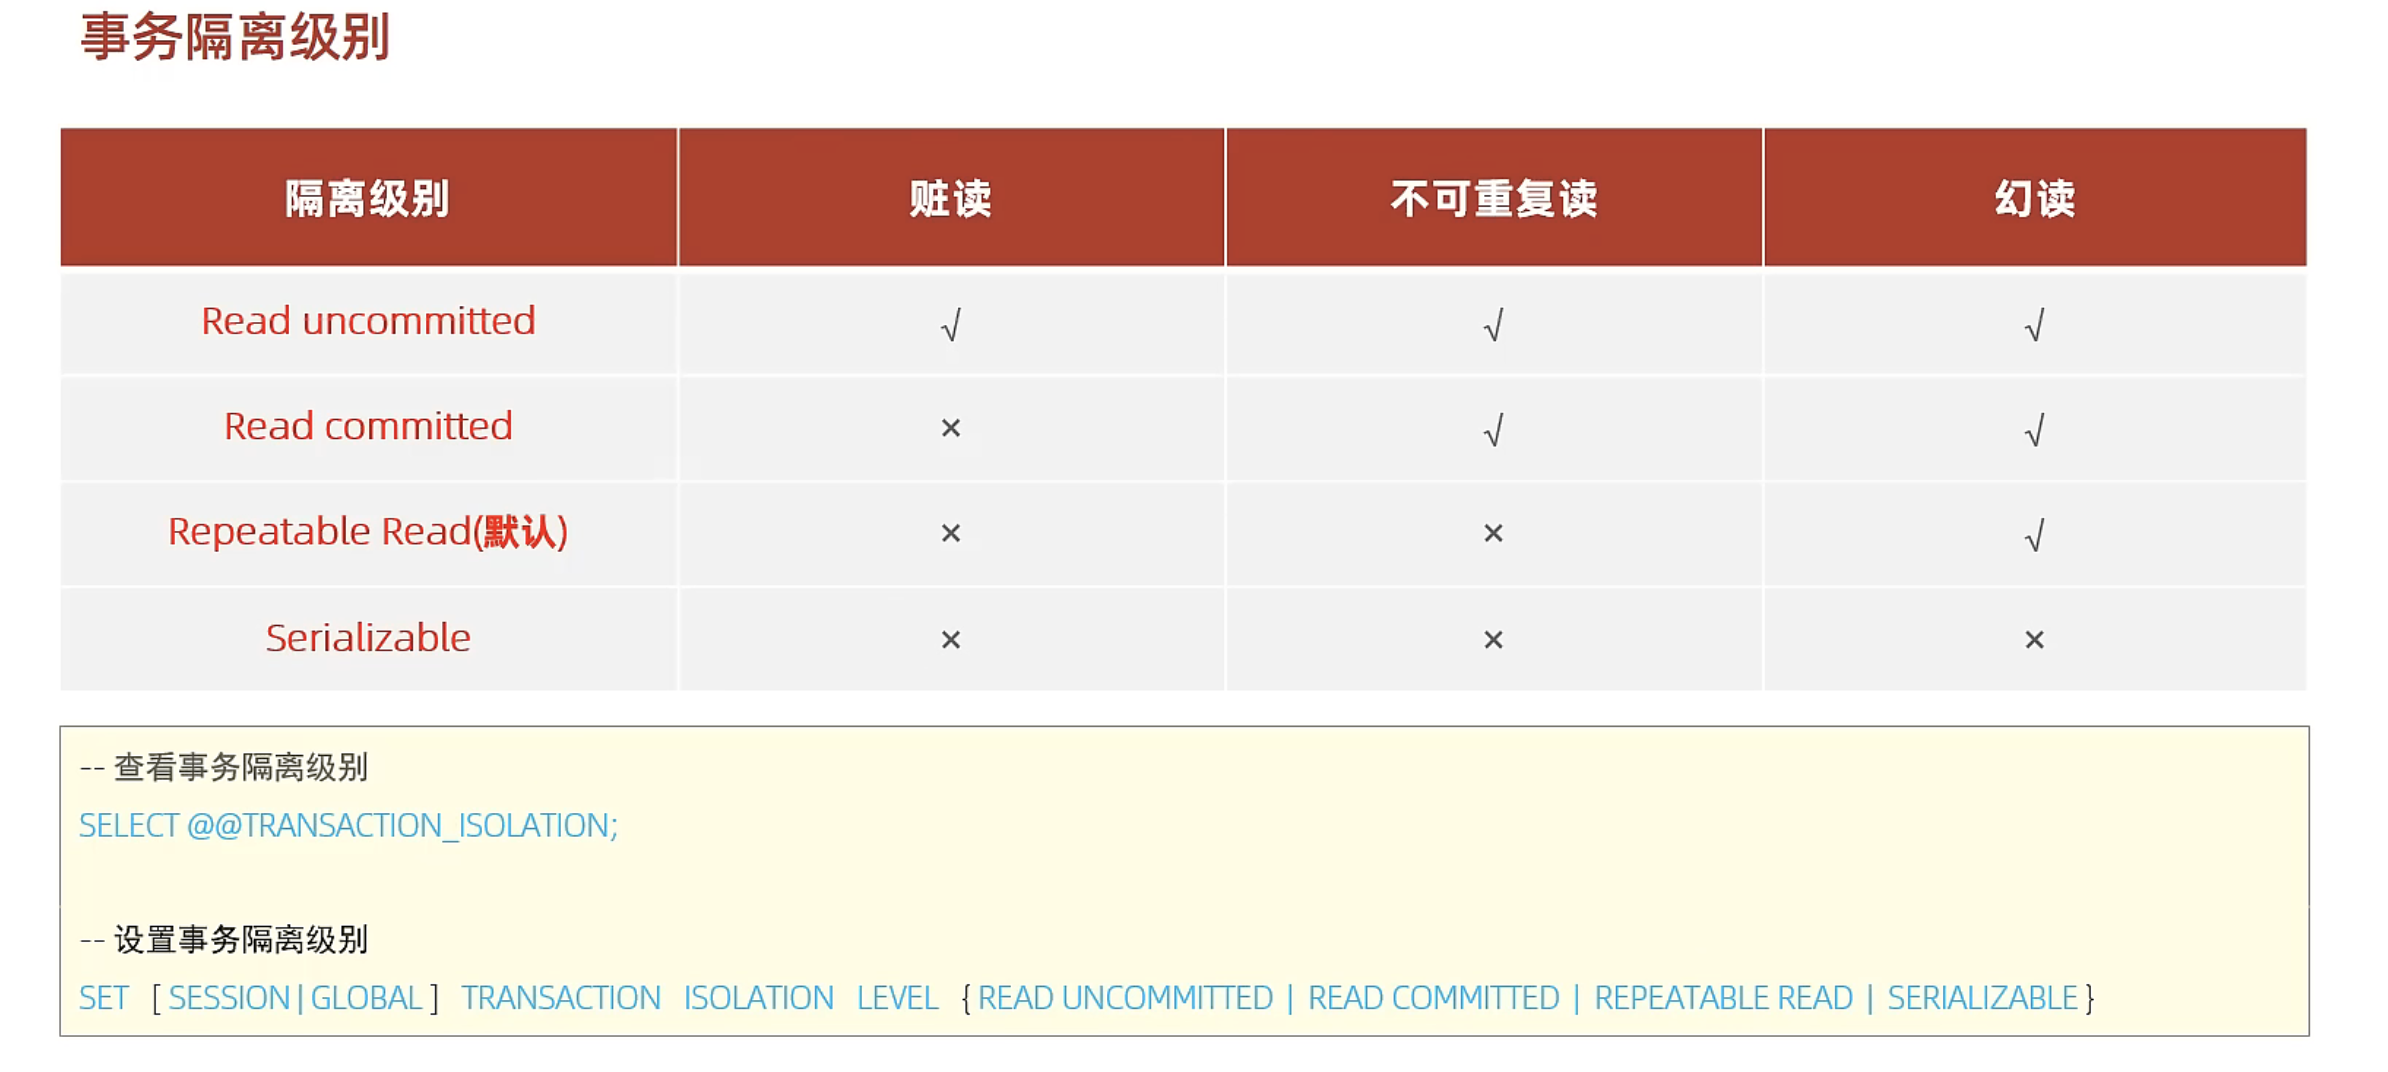 事务隔离级别
隔离级别 脏读 不可重复读 幻读
Read uncommitted √ √ √
Read committed × √ √
Repeatable Read(默认) × × √
Serializable × × ×
-- 查看事务隔离级别
SELECT @@TRANSACTION_ISOLATION;
-- 设置事务隔离级别
SET [ SESSION | GLOBAL ] TRANSACTION ISOLATION LEVEL { READ UNCOMMITTED | READ COMMITTED | REPEATABLE READ | SERIALIZABLE }